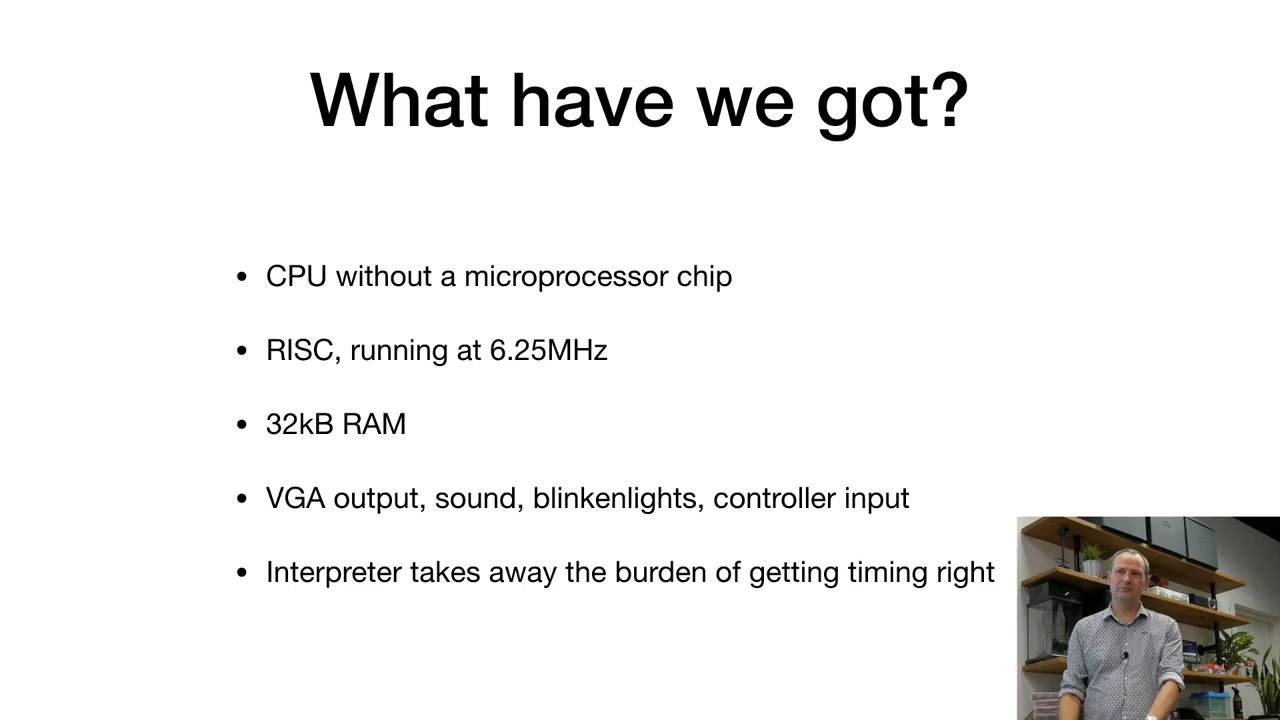 What have we got?
• CPU without a microprocessor chip
• RISC, running at 6.25MHz
• 32kB RAM
• VGA output, sound, blinkenlights, controller input
• Interpreter takes away the burden of getting timing right